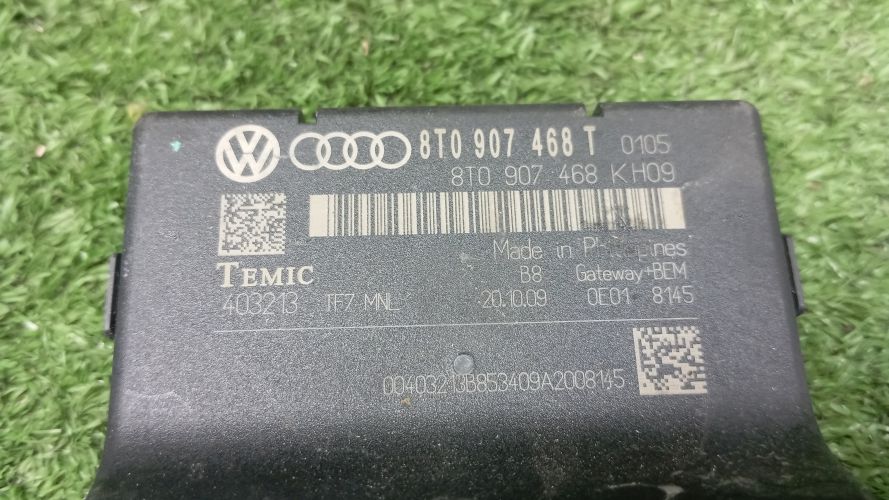 8T0 907 468 T 0105
8T0 907 468 KH09
Made in Philippines
TEMIC
B8 Gateway+BEM
403213 TF7 MNL 20.10.09 0E01 8145
00403213B853409A2008145